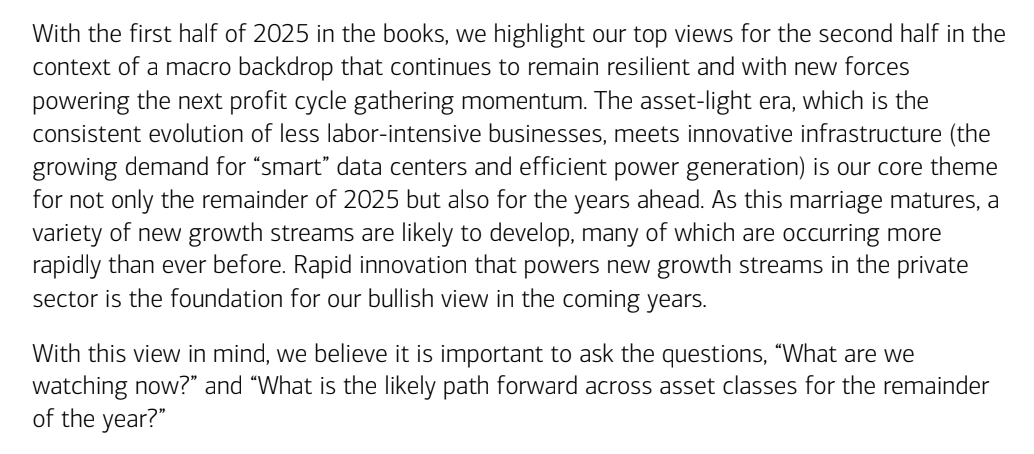 With the first half of 2025 in the books, we highlight our top views for the second half in the
context of a macro backdrop that continues to remain resilient and with new forces
powering the next profit cycle gathering momentum. The asset-light era, which is the
consistent evolution of less labor-intensive businesses, meets innovative infrastructure (the
growing demand for “smart” data centers and efficient power generation) is our core theme
for not only the remainder of 2025 but also for the years ahead. As this marriage matures, a
variety of new growth streams are likely to develop, many of which are occurring more
rapidly than ever before. Rapid innovation that powers new growth streams in the private
sector is the foundation for our bullish view in the coming years.
With this view in mind, we believe it is important to ask the questions, “What are we
watching now?” and “What is the likely path forward across asset classes for the remainder
of the year?”